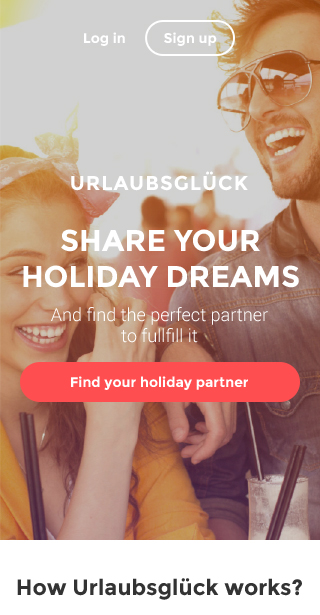 Log in Sign up
URLAUBSGLÜCK
SHARE YOUR
HOLIDAY DREAMS
And find the perfect partner
to fullfill it
Find your holiday partner
How Urlaubsglück works?